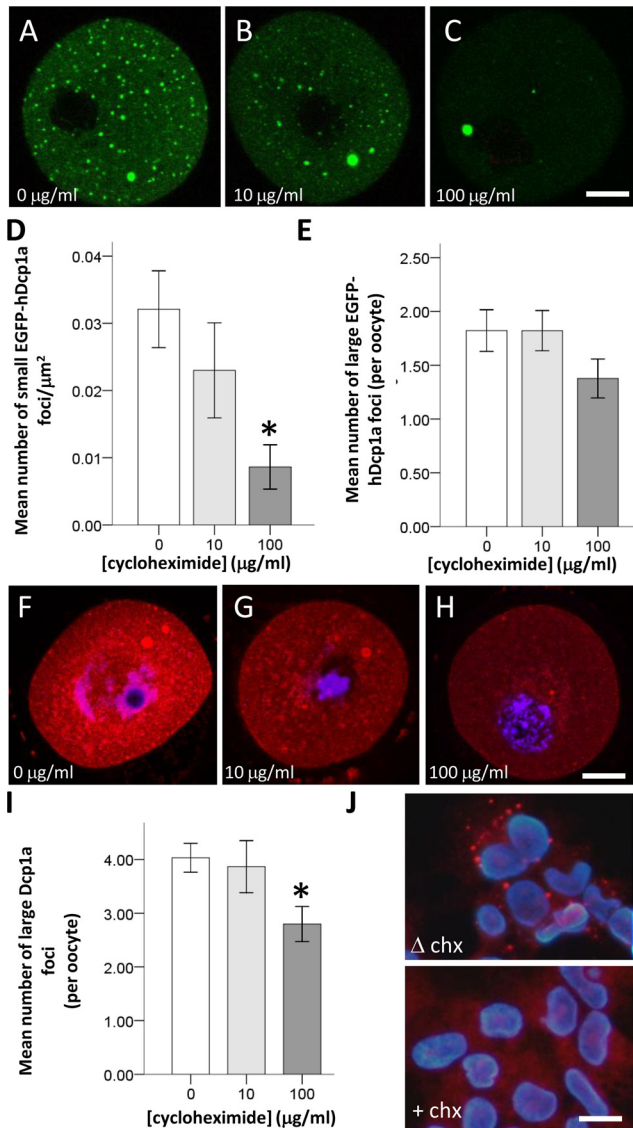 A
B
C
0 µg/ml
10 µg/ml
100 µg/ml
D
Mean number of small EGFP-hDcp1a
foci/µm²
0.04
0.03
0.02
0.01
0.00
*
0
10
100
[cycloheximide] (µg/ml)
E
Mean number of large EGFP-
hDcp1a foci (per oocyte)
2.50
2.00
1.50
1.00
0.50
0.00
0
10
100
[cycloheximide] (µg/ml)
F
G
H
0 µg/ml
10 µg/ml
100 µg/ml
I
Mean number of large Dcp1a
foci
(per oocyte)
4.00
3.00
2.00
4.00
0.00
*
0
10
100
[cycloheximide] (µg/ml)
J
Δ chx
+ chx